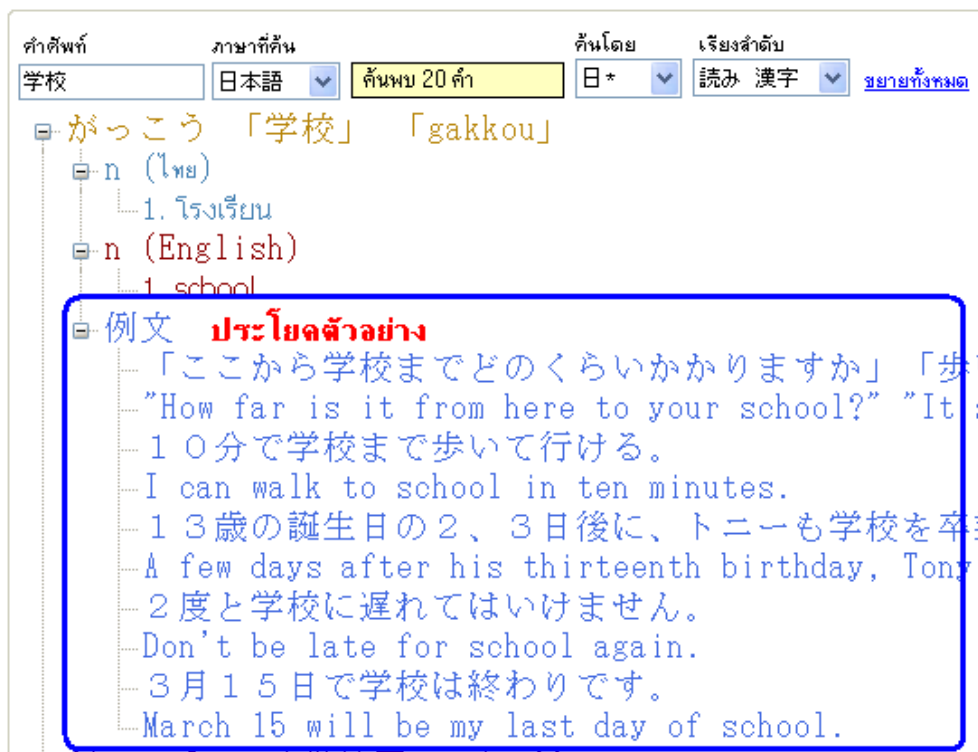 คำศัพท์ ภาษาที่ค้น ค้นโดย เรียงลำดับ
学校 日本語 ค้นพบ 20 คำ 日* 読み 漢字 ขยายทั้งหมด
がっこう 「学校」 「gakkou」
n (ไทย)
1. โรงเรียน
n (English)
1. school
例文 ประโยคตัวอย่าง
「ここから学校までどのくらいかかりますか」「歩
"How far is it from here to your school?" "It
10分で学校まで歩いて行ける。
I can walk to school in ten minutes.
13歳の誕生日の2、3日後に、トニーも学校を卒
A few days after his thirteenth birthday, Tony
2度と学校に遅れてはいけません。
Don't be late for school again.
3月15日で学校は終わりです。
March 15 will be my last day of school.